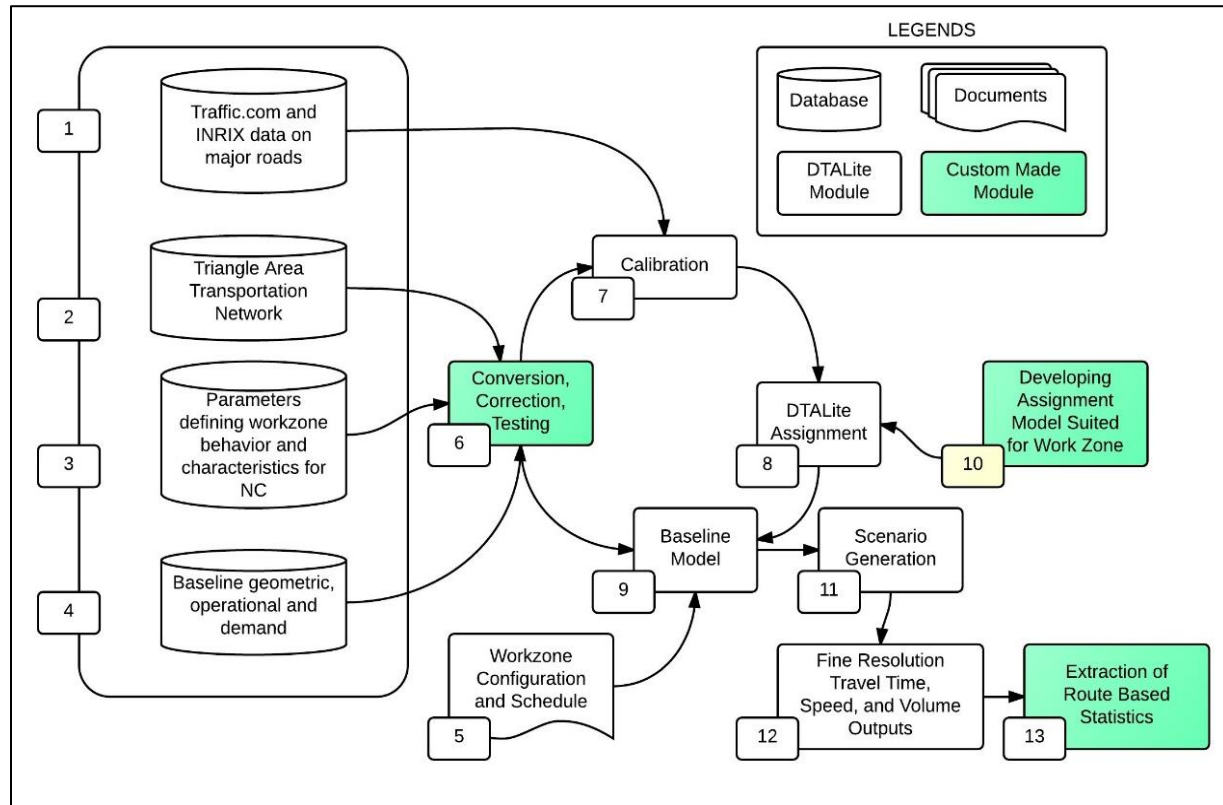 LEGENDS
Database
Documents
DTALite
Module
Custom Made
Module
1
Traffic.com and
INRIX data on
major roads
2
Triangle Area
Transportation
Network
3
Parameters
defining workzone
behavior and
characteristics for
NC
4
Baseline geometric,
operational and
demand
5
Workzone
Configuration
and Schedule
6
Conversion,
Correction,
Testing
7
Calibration
8
DTALite
Assignment
9
Baseline
Model
10
Developing
Assignment
Model Suited
for Work Zone
11
Scenario
Generation
12
Fine Resolution
Travel Time,
Speed, and Volume
Outputs
13
Extraction of
Route Based
Statistics